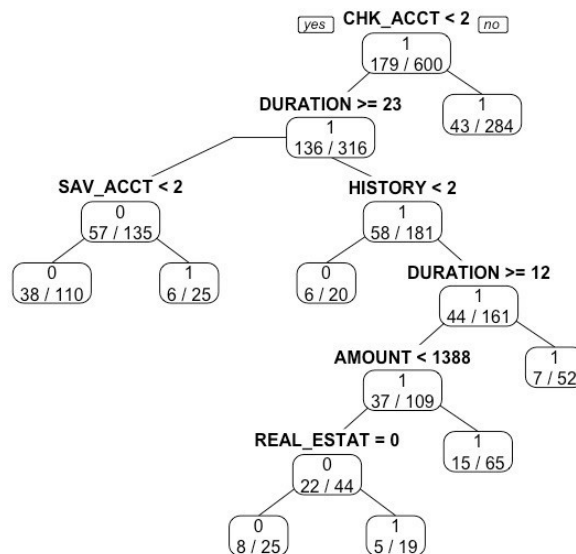 yes CHK_ACCT < 2 no
1
179 / 600
DURATION >= 23
1
136 / 316
1
43 / 284
SAV_ACCT < 2
0
57 / 135
HISTORY < 2
1
58 / 181
0
38 / 110
1
6 / 25
0
6 / 20
DURATION >= 12
1
44 / 161
AMOUNT < 1388
1
37 / 109
1
7 / 52
REAL_ESTAT = 0
0
22 / 44
1
15 / 65
0
8 / 25
1
5 / 19